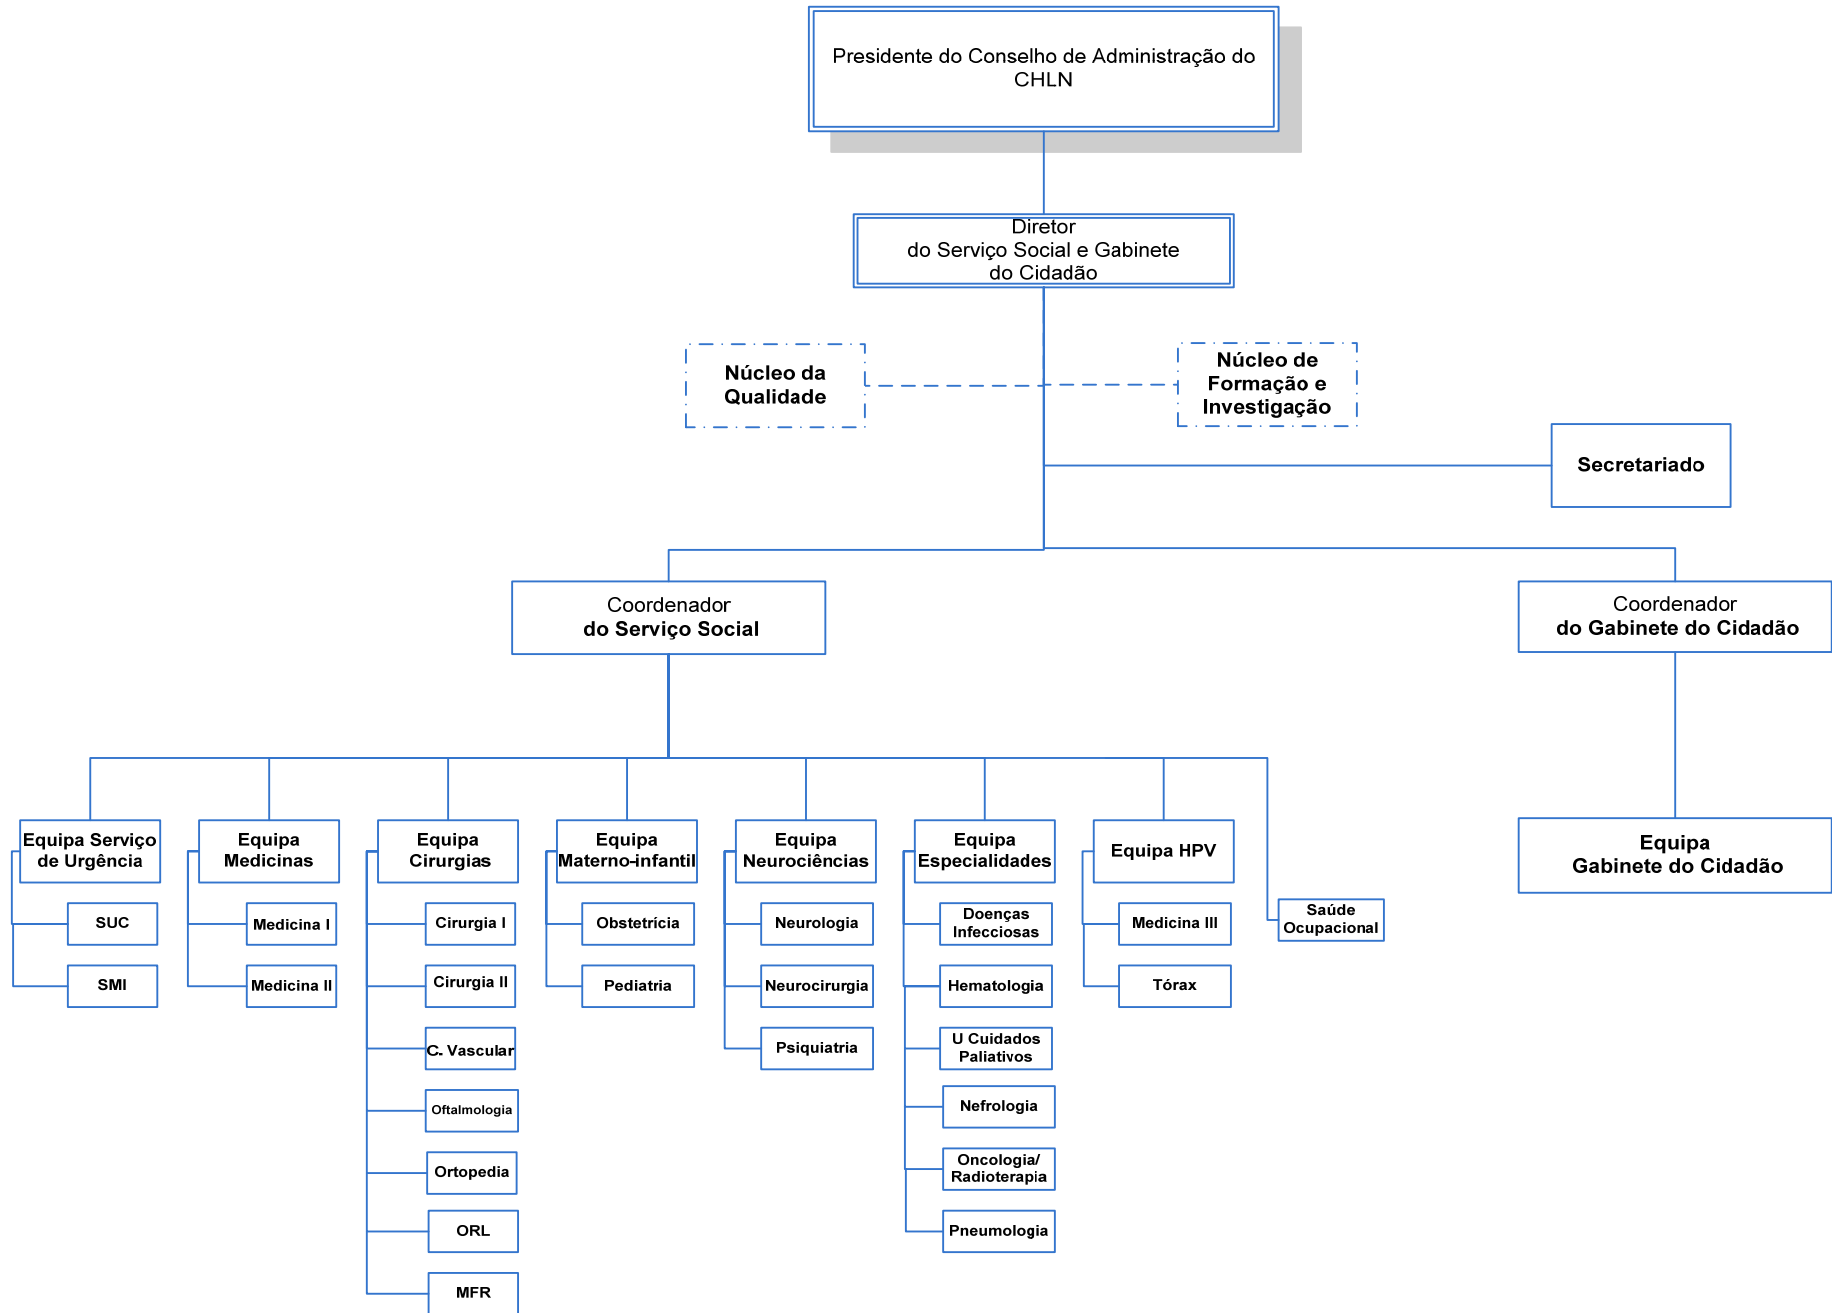 Presidente do Conselho de Administração do
CHLN
Diretor
do Serviço Social e Gabinete
do Cidadão
Núcleo da
Qualidade
Núcleo de
Formação e
Investigação
Secretariado
Coordenador
do Serviço Social
Coordenador
do Gabinete do Cidadão
Equipa Serviço
de Urgência
SUC
SMI
Equipa
Medicinas
Medicina I
Medicina II
Equipa
Cirurgias
Cirurgia I
Cirurgia II
C. Vascular
Oftalmologia
Ortopedia
ORL
MFR
Equipa
Materno-infantil
Obstetrícia
Pediatria
Equipa
Neurociências
Neurologia
Neurocirurgia
Psiquiatria
Equipa
Especialidades
Doenças
Infecciosas
Hematologia
U Cuidados
Paliativos
Nefrologia
Oncologia/
Radioterapia
Pneumologia
Equipa HPV
Medicina III
Tórax
Saúde
Ocupacional
Equipa
Gabinete do Cidadão